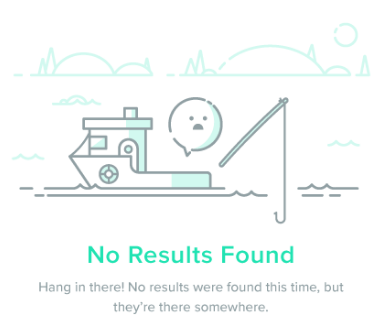 No Results Found
Hang in there! No results were found this time, but
they're there somewhere.